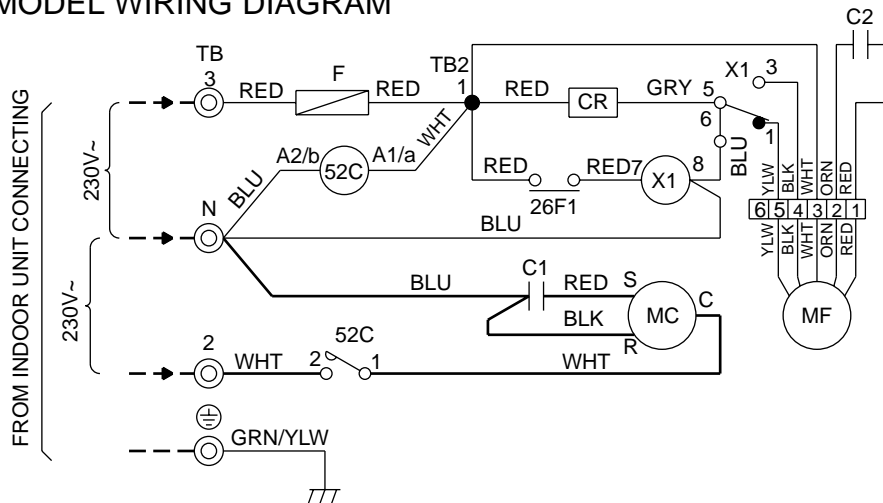 MODEL WIRING DIAGRAM
C2
TB
3
RED
F
RED
TB2
1
RED
CR
GRY
5
X1
3
6
1
BLU
WHT
A2/b
52C
A1/a
BLU
RED
26F1
RED
7
X1
8
YLW
BLK
WHT
ORN
RED
6 5 4 3 2 1
YLW
BLK
WHT
ORN
RED
MF
230V~
N
BLU
BLU
C1
RED
S
BLK
R
MC
C
230V~
2
WHT
2
52C
1
WHT
GRN/YLW
FROM INDOOR UNIT CONNECTING